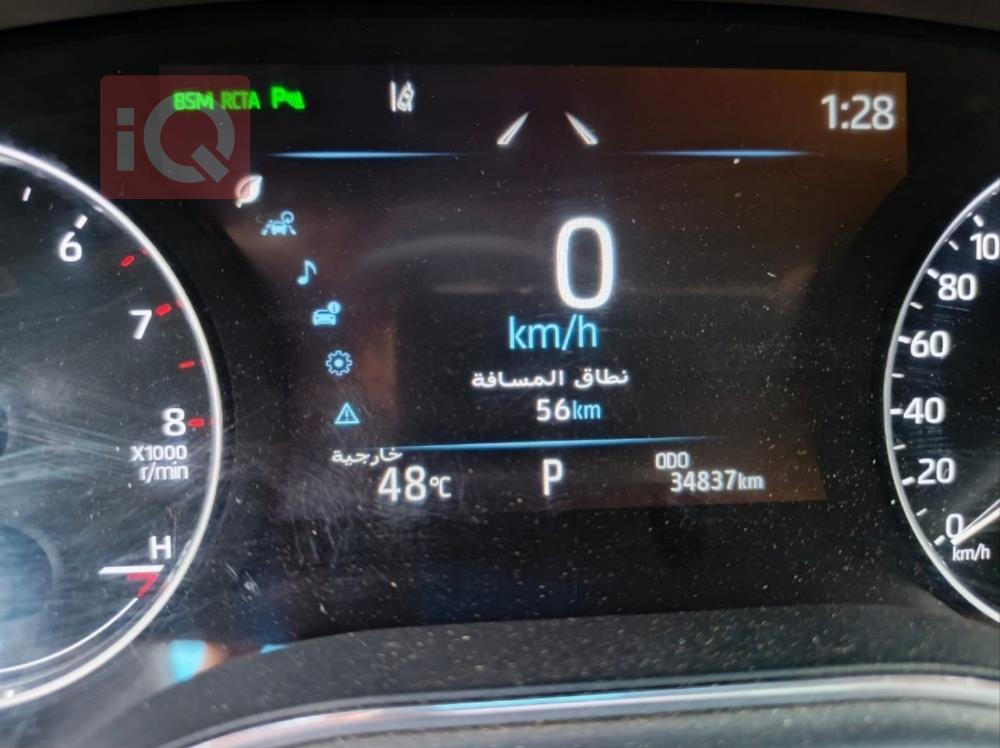 iQ
BSM RCTA P
1:28
6
7
8
X1000
r/min
H
0
km/h
نطاق المسافة
56km
خارجية
48°C
P
ODO
34837km
100
80
60
40
20
0
km/h